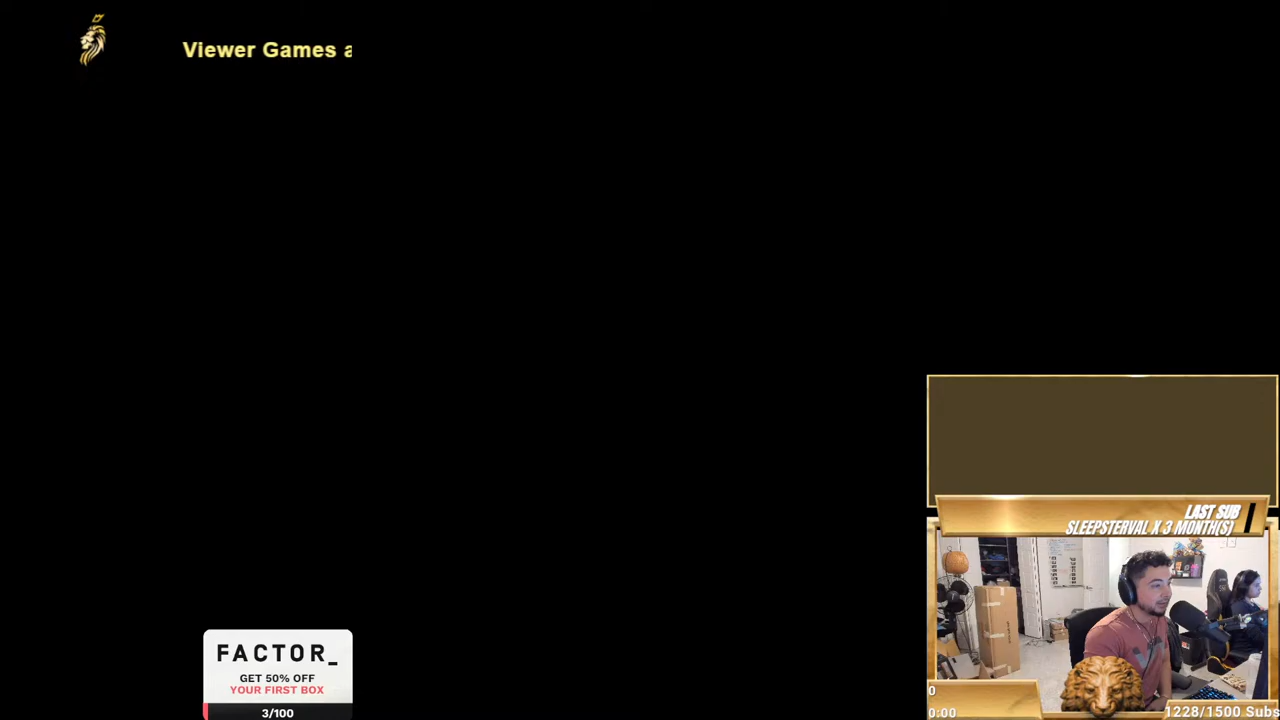 Viewer Games a
LAST SUB
SLEEPSTERVAL X 3 MONTH(S)
FACTOR_
GET 50% OFF
YOUR FIRST BOX
3/100
0
0:00
1228/1500 Subs